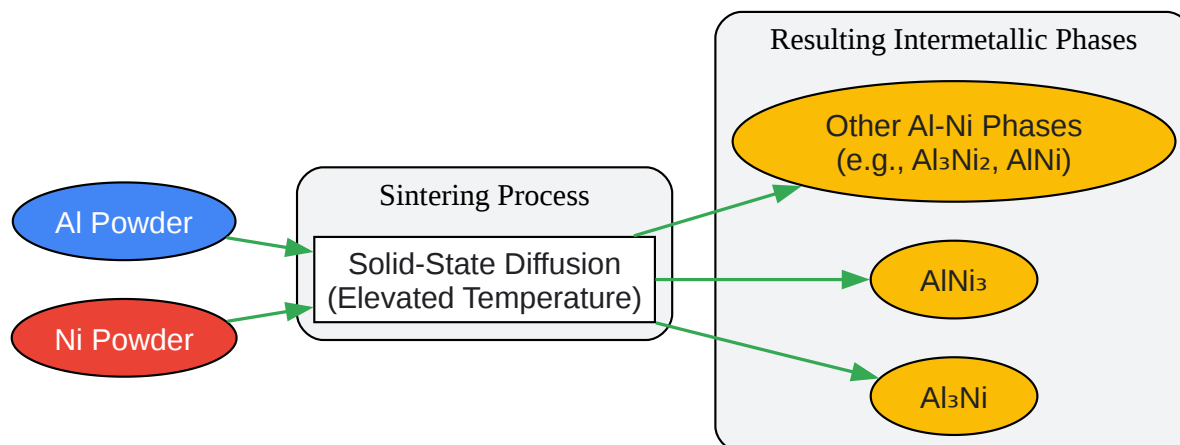 Al Powder
Ni Powder
Sintering Process
Solid-State Diffusion
(Elevated Temperature)
Resulting Intermetallic Phases
Other Al-Ni Phases
(e.g., Al₃Ni₂, AlNi)
AlNi₃
Al₃Ni